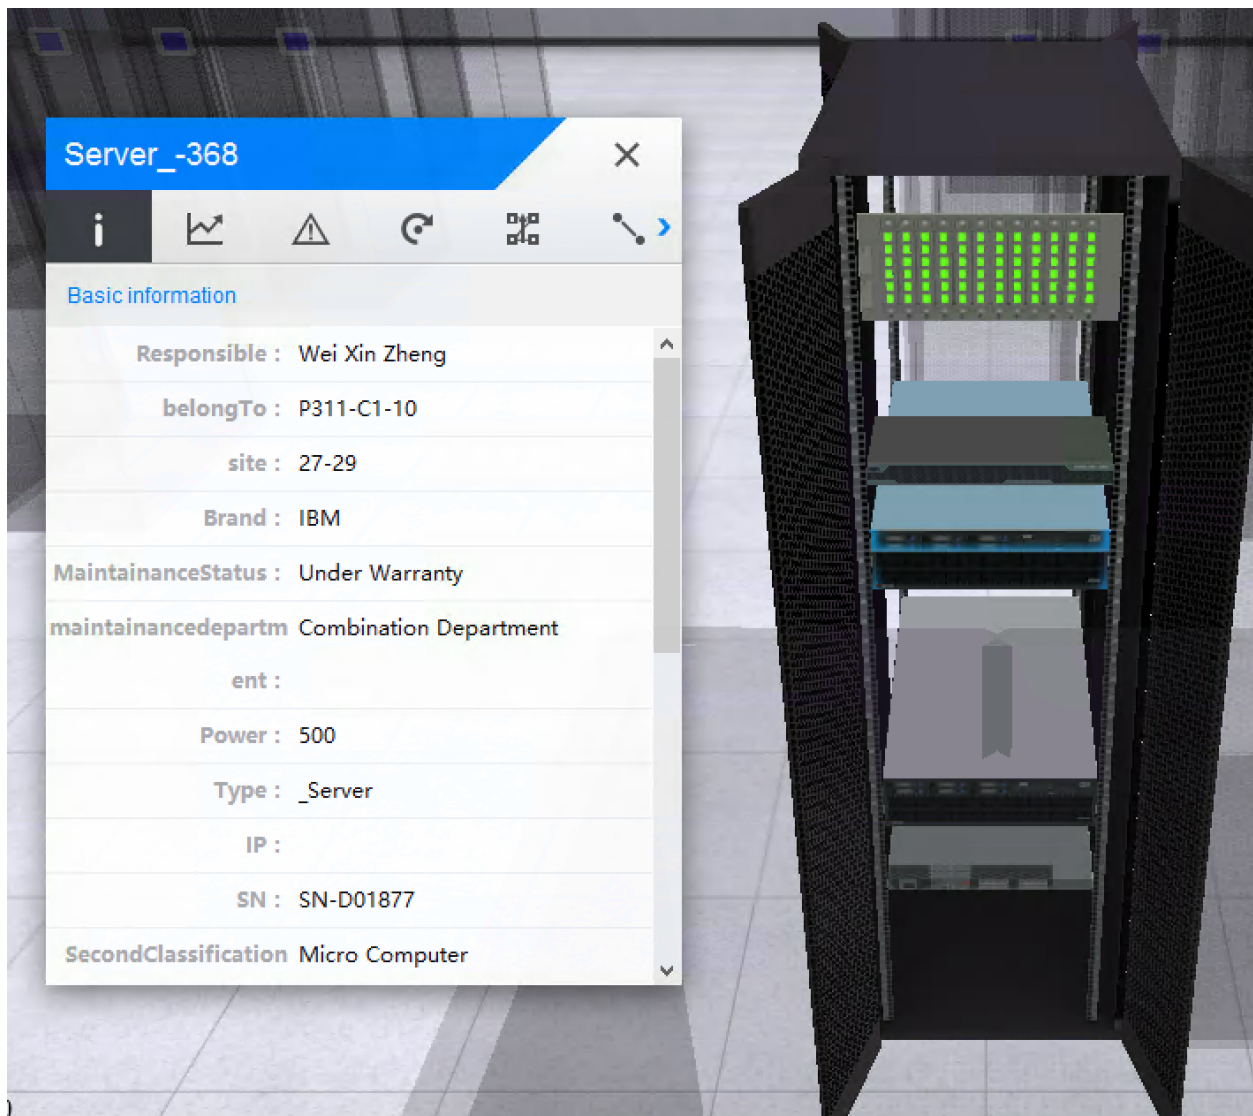 Server_-368
Basic information
Responsible : Wei Xin Zheng
belongTo : P311-C1-10
site : 27-29
Brand : IBM
MaintainanceStatus : Under Warranty
maintainancedepartm Combination Department
ent :
Power : 500
Type : _Server
IP :
SN : SN-D01877
SecondClassification Micro Computer
)